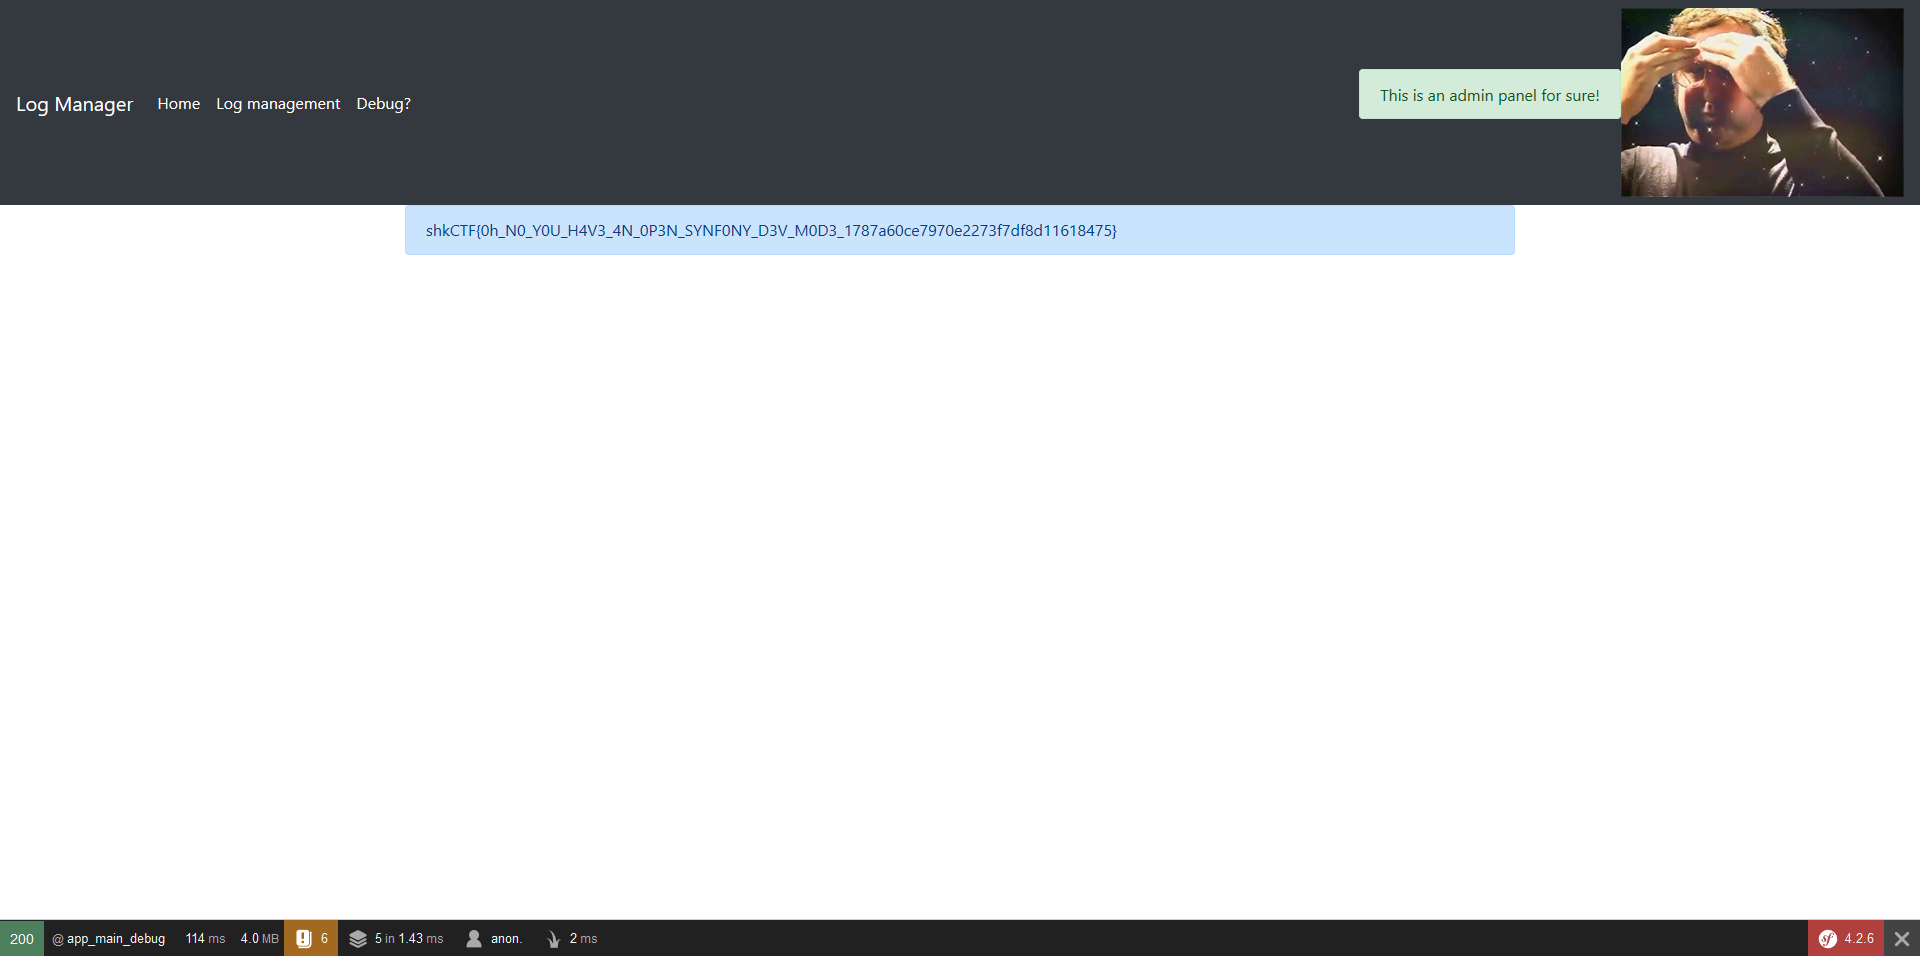 Log Manager Home Log management Debug?
This is an admin panel for sure!
shkCTF{0h_N0_Y0U_H4V3_4N_0P3N_SYNF0NY_D3V_M0D3_1787a60ce7970e2273f7df8d11618475}
200 @ app_main_debug 114 ms 4.0 MB 6 5 in 1.43 ms anon. 2 ms sf 4.2.6